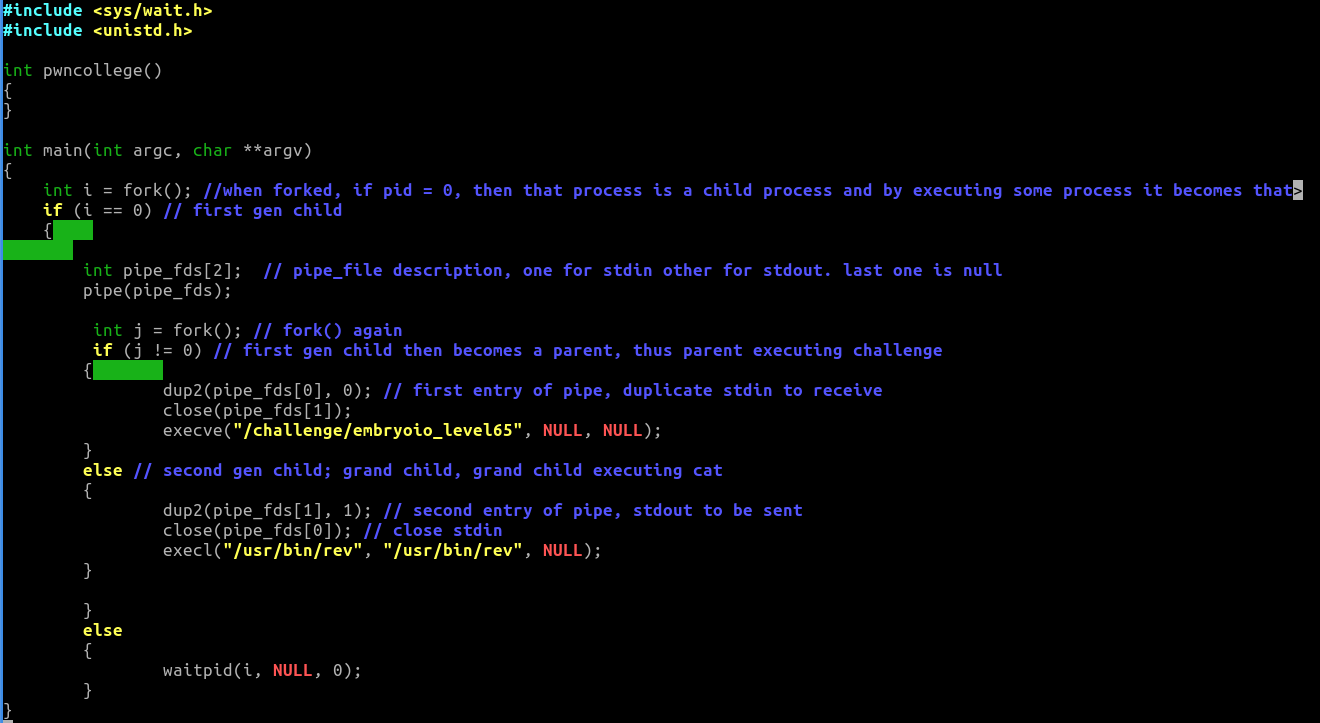 #include <sys/wait.h>
#include <unistd.h>
int pwncollege()
{
}
int main(int argc, char **argv)
{
int i = fork(); //when forked, if pid = 0, then that process is a child process and by executing some process it becomes that>
if (i == 0) // first gen child
{
int pipe_fds[2];  // pipe_file description, one for stdin other for stdout. last one is null
pipe(pipe_fds);
int j = fork(); // fork() again
if (j != 0) // first gen child then becomes a parent, thus parent executing challenge
{
dup2(pipe_fds[0], 0); // first entry of pipe, duplicate stdin to receive
close(pipe_fds[1]);
execve("/challenge/embryoio_level65", NULL, NULL);
}
else // second gen child; grand child, grand child executing cat
{
dup2(pipe_fds[1], 1); // second entry of pipe, stdout to be sent
close(pipe_fds[0]); // close stdin
execl("/usr/bin/rev", "/usr/bin/rev", NULL);
}
}
else
{
waitpid(i, NULL, 0);
}
}